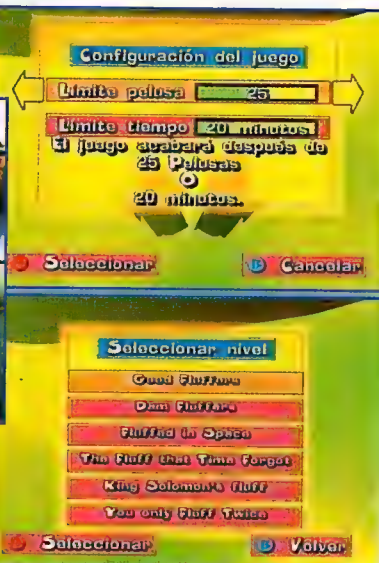 Configuración del juego
Límite pelusa 25
Límite tiempo 20 minutos
El juego acabará después de
25 Pelusas
O
20 minutos.
Seleccionar B Cancelar
Seleccionar nivel
Good Fluffers
Dam Fluffers
Fluffed in Space
The Fluff that Time Forgot
King Solomon's Fluff
You only Fluff Twice
Seleccionar B Volver